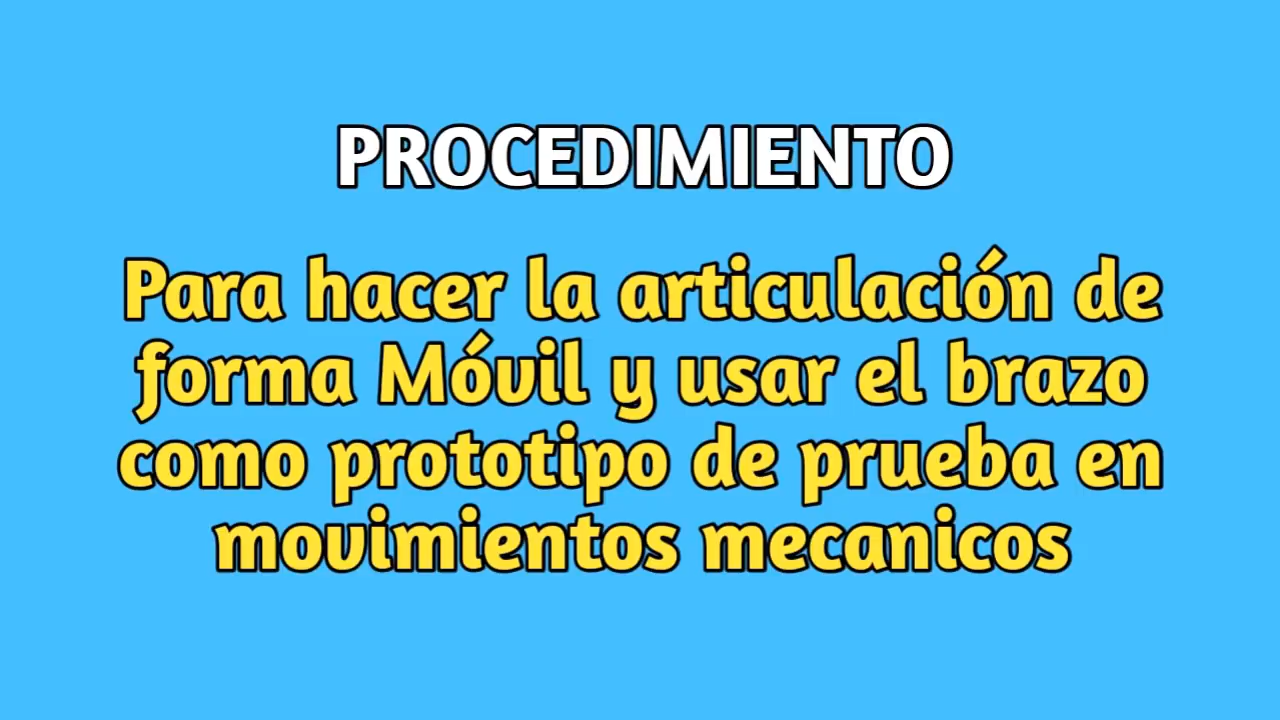 PROCEDIMIENTO
Para hacer la articulación de
forma Móvil y usar el brazo
como prototipo de prueba en
movimientos mecanicos